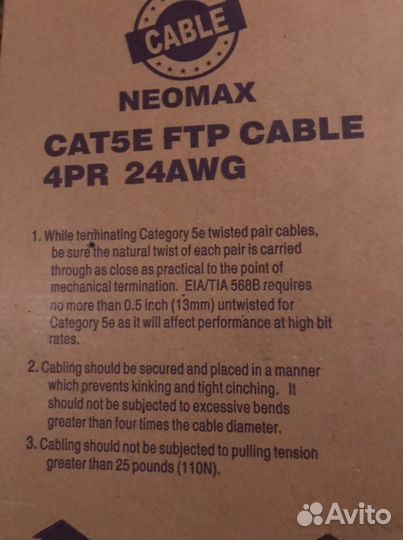 CABLE
NEOMAX
CAT5E FTP CABLE
4PR 24AWG
1. While terminating Category 5e twisted pair cables,
be sure the natural twist of each pair is carried
through as close as practical to the point of
mechanical termination. EIA/TIA 568B requires
no more than 0.5 inch (13mm) untwisted for
Category 5e as it will affect performance at high bit
rates.
2. Cabling should be secured and placed in a manner
which prevents kinking and tight cinching. It
should not be subjected to excessive bends
greater than four times the cable diameter.
3. Cabling should not be subjected to pulling tension
greater than 25 pounds (110N).
Avito